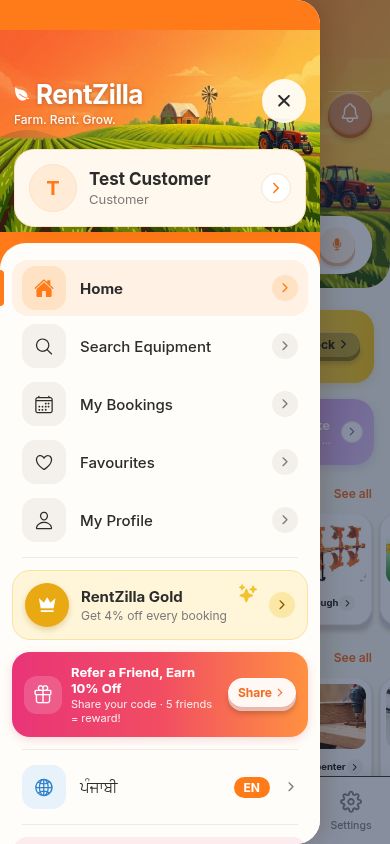 RentZilla
Farm. Rent. Grow.
T
Test Customer
Customer
Home
Search Equipment
My Bookings
Favourites
My Profile
RentZilla Gold
Get 4% off every booking
Refer a Friend, Earn
10% Off
Share your code · 5 friends
= reward!
Share
ਪੰਜਾਬੀ
EN
ck
See all
ugh
See all
penter
Settings